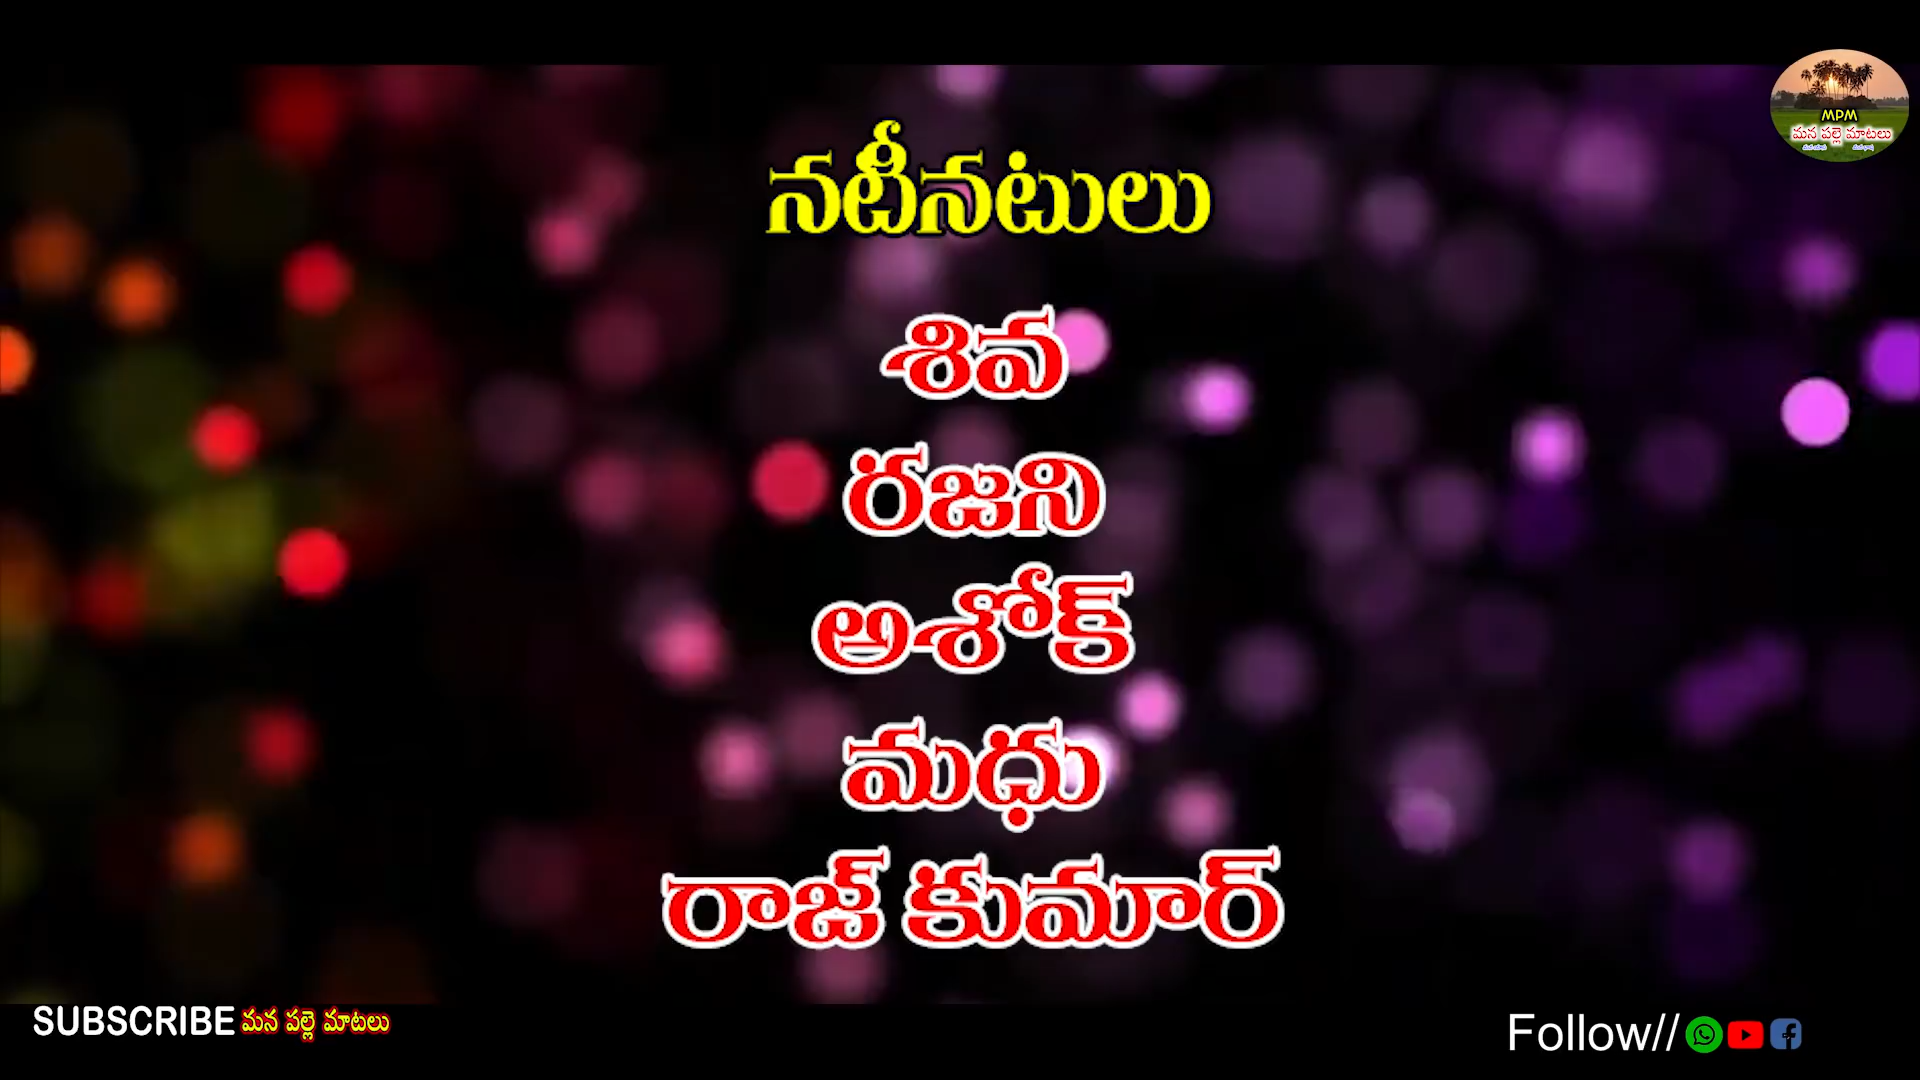 MPM
మన పల్లె మాటలు
నటీనటులు
శివ
రజని
అశోక్
మధు
రాజ్ కుమార్
SUBSCRIBE మన పల్లె మాటలు
Follow//